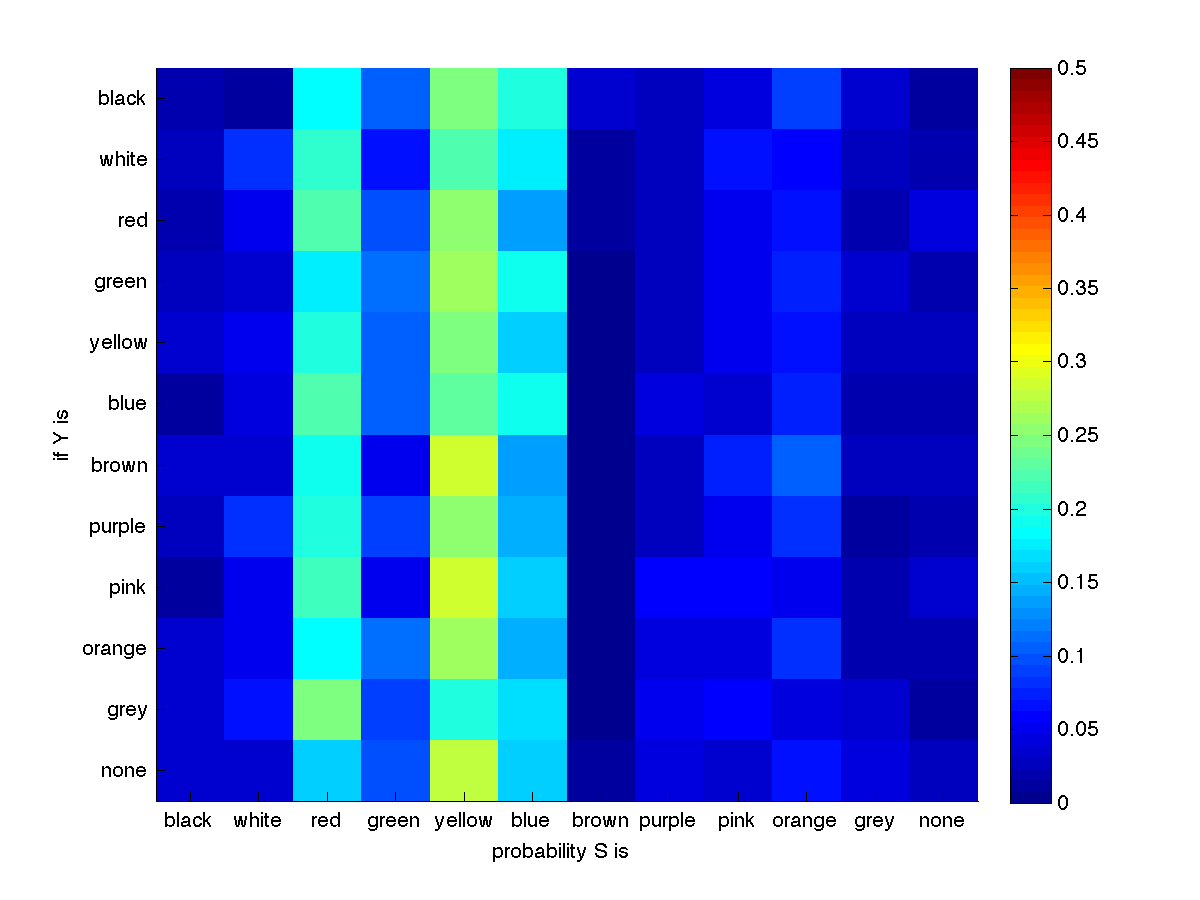 if Y is
black
white
red
green
yellow
blue
brown
purple
pink
orange
grey
none
black white red green yellow blue brown purple pink orange grey none
probability S is
0.5
0.45
0.4
0.35
0.3
0.25
0.2
0.15
0.1
0.05
0